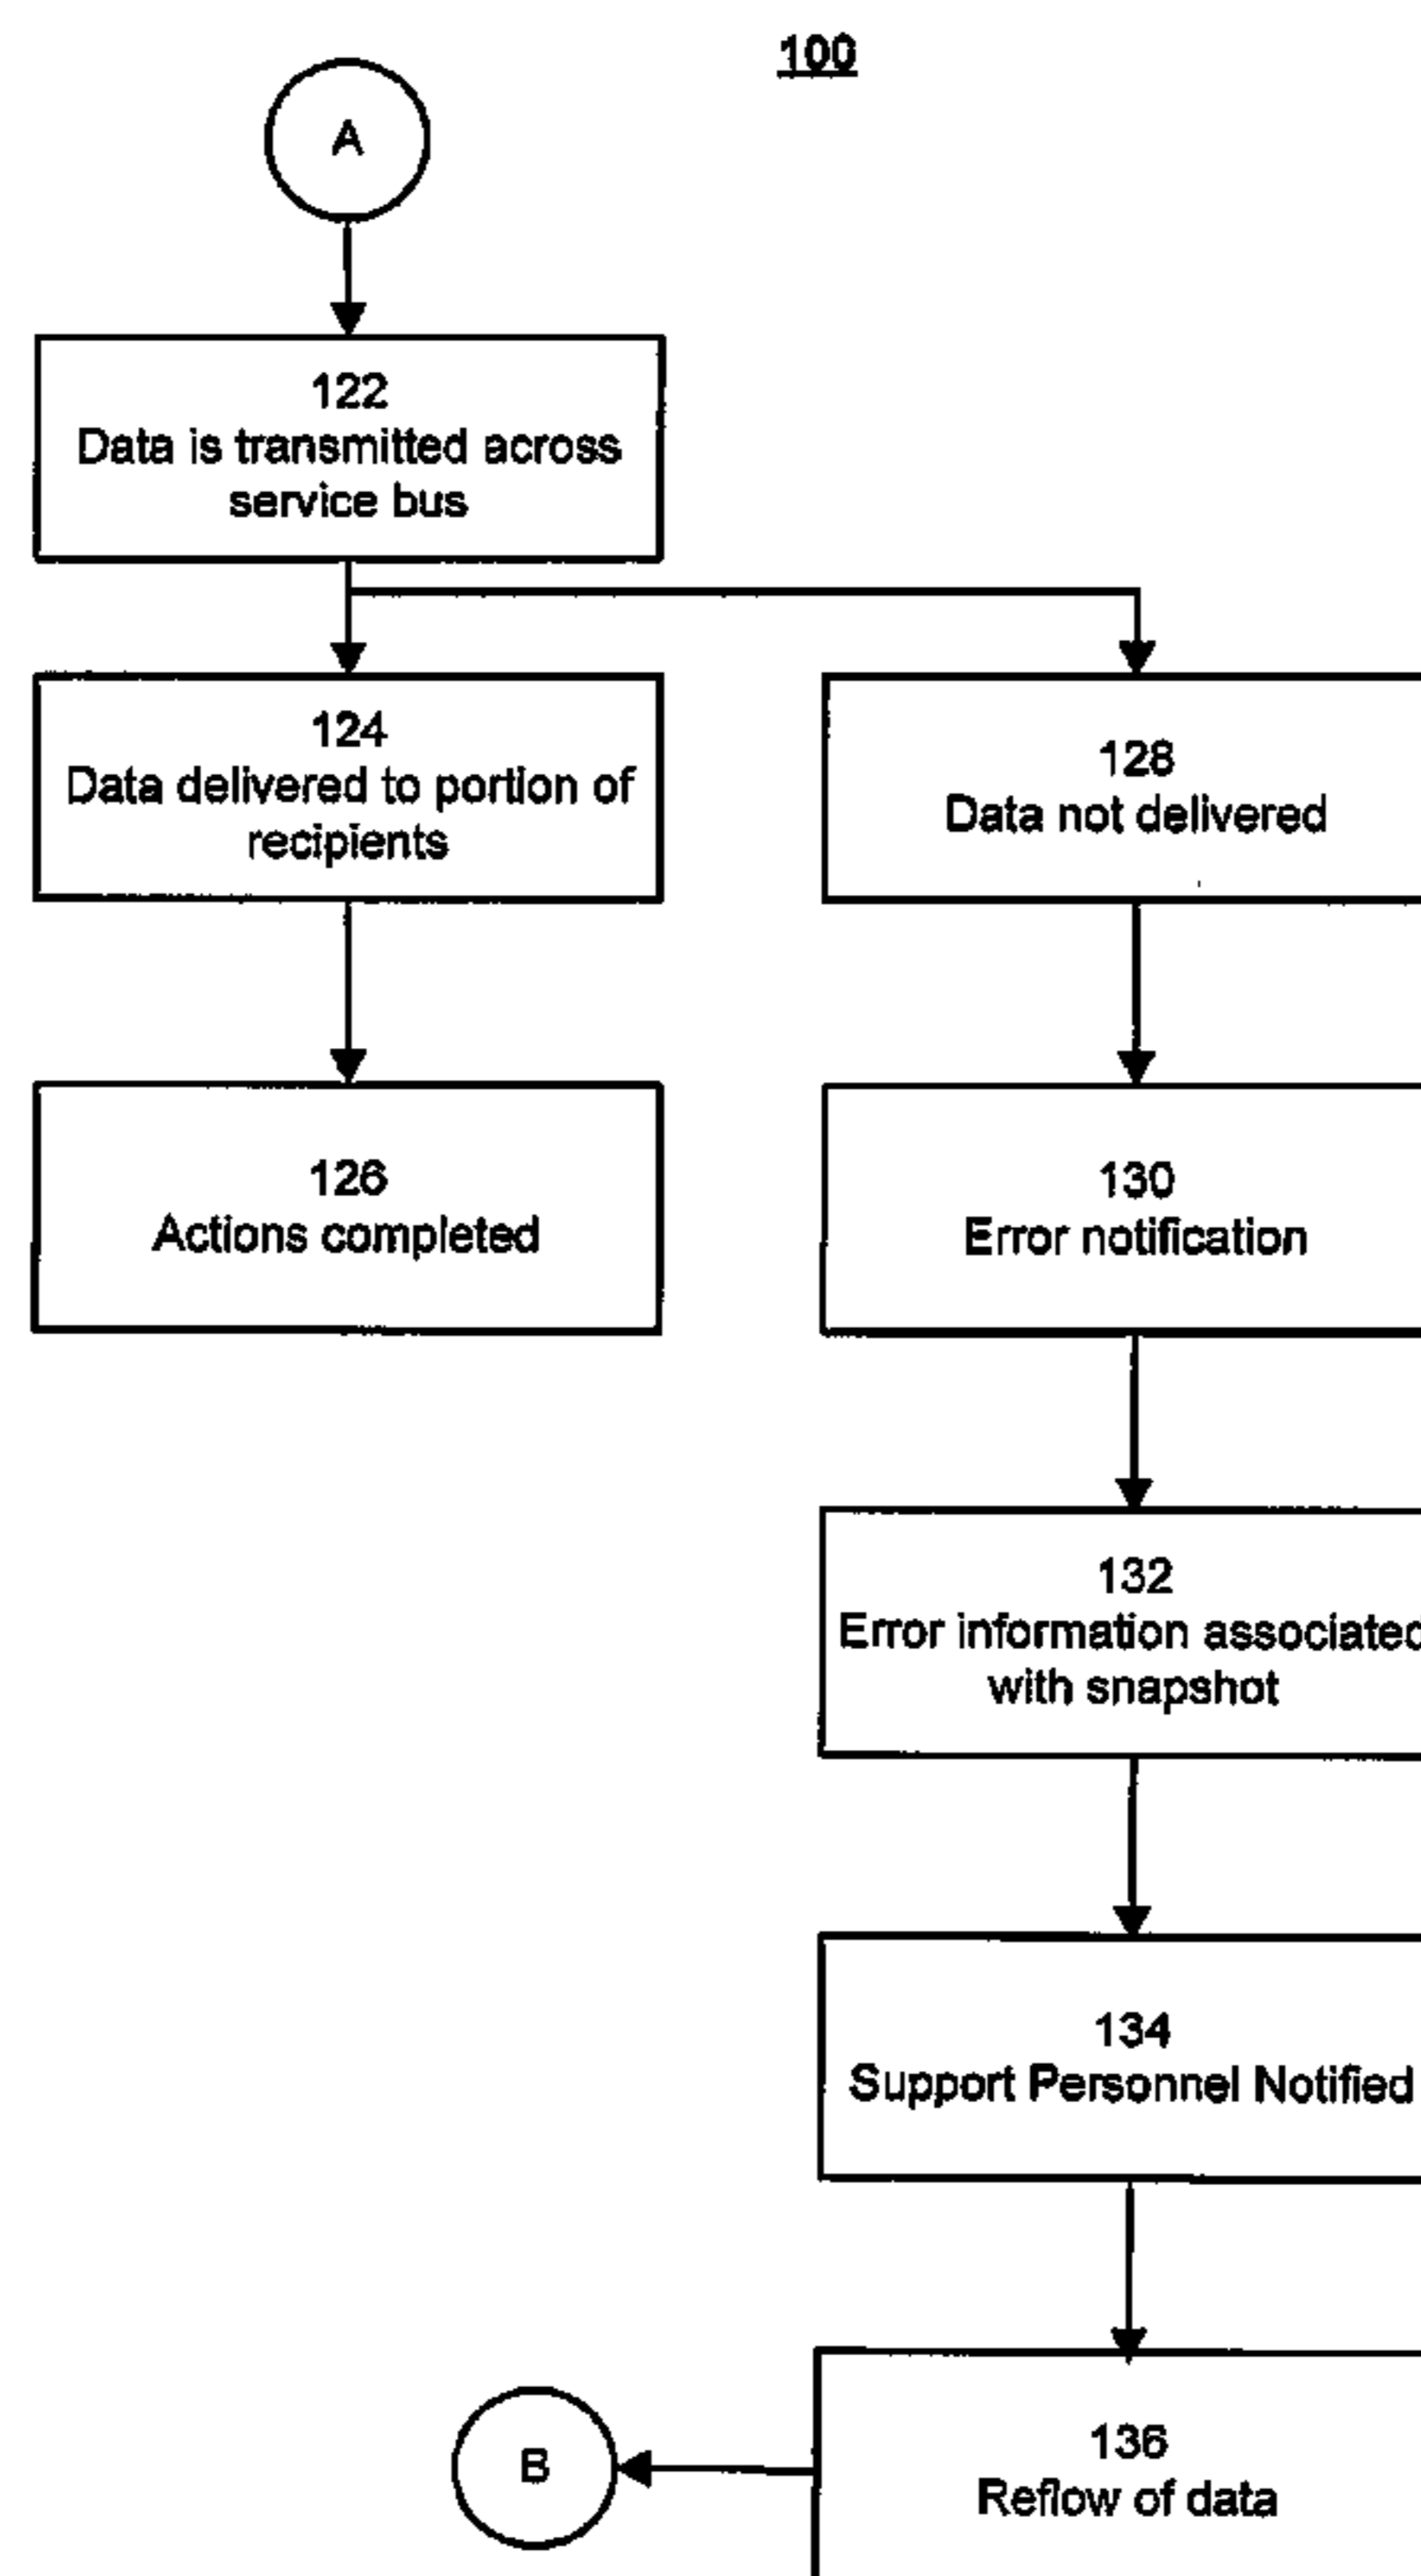 100
A
122
Data is transmitted across
service bus
124
Data delivered to portion of
recipients
128
Data not delivered
126
Actions completed
130
Error notification
132
Error information associated
with snapshot
134
Support Personnel Notified
136
Reflow of data
B